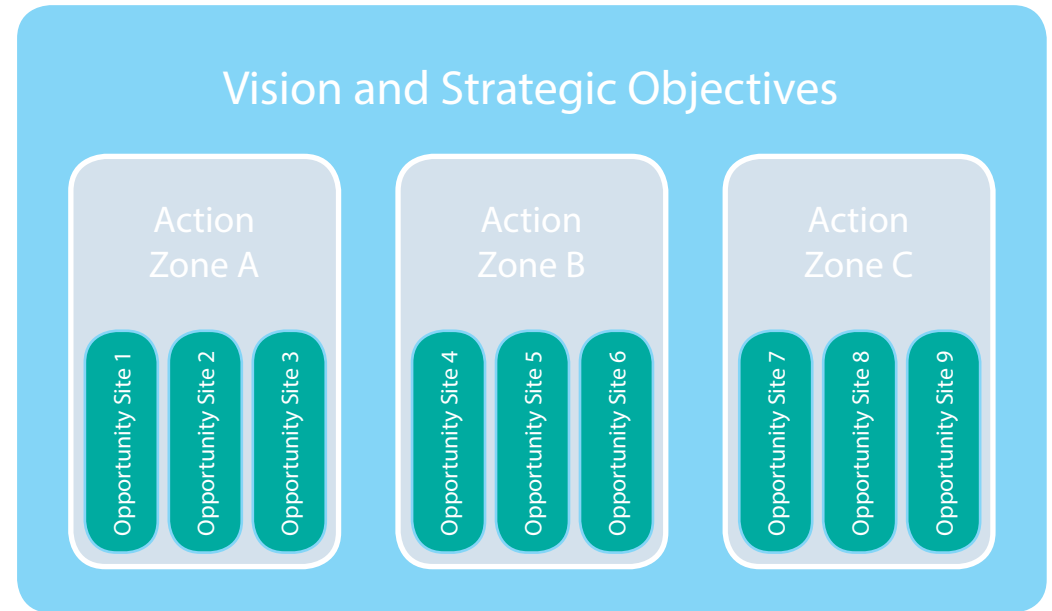 Vision and Strategic Objectives
Action
Zone A
Opportunity Site 1
Opportunity Site 2
Opportunity Site 3
Action
Zone B
Opportunity Site 4
Opportunity Site 5
Opportunity Site 6
Action
Zone C
Opportunity Site 7
Opportunity Site 8
Opportunity Site 9